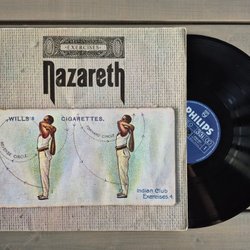 EXERCISES
Nazareth
WILLS'S CIGARETTES.
Indian Club
Exercises. 4
PHILIPS